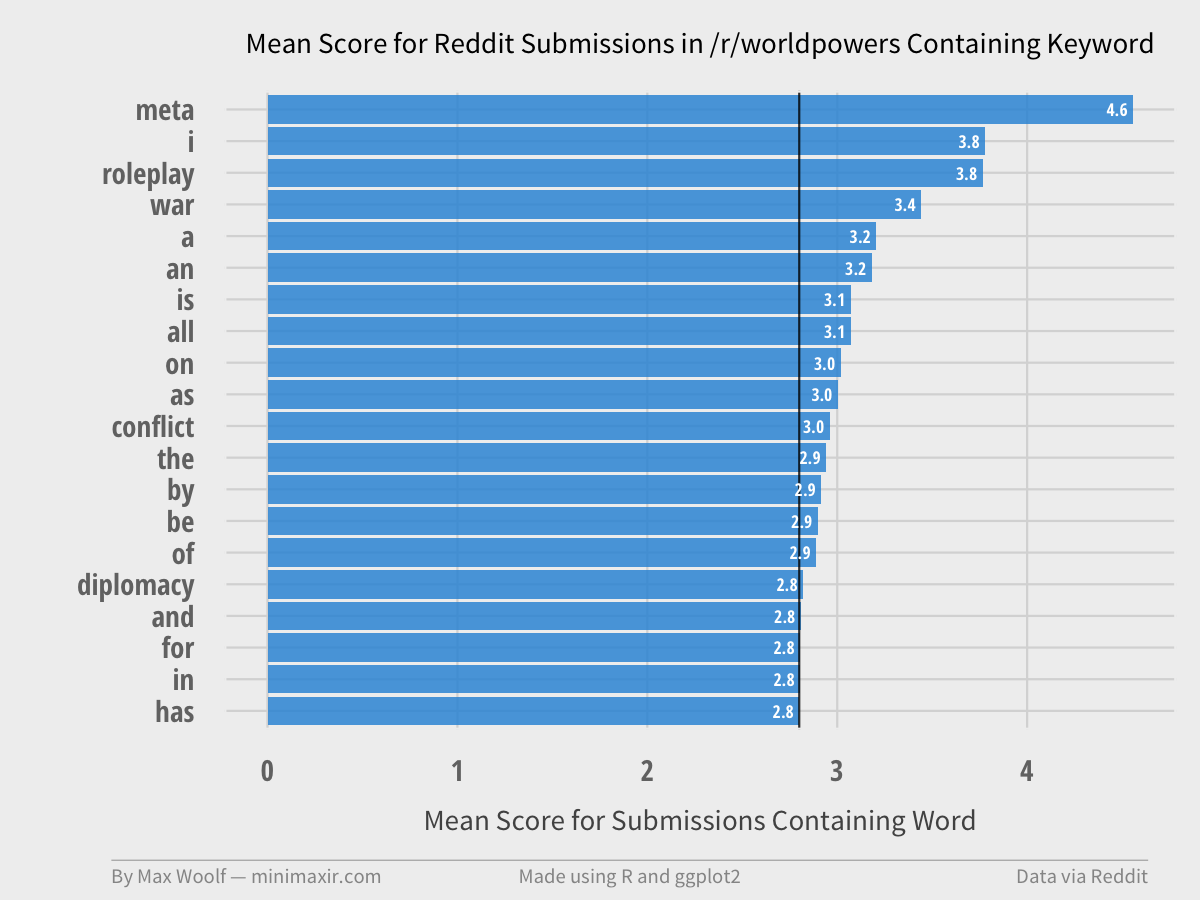 Mean Score for Reddit Submissions in /r/worldpowers Containing Keyword
meta 4.6
i 3.8
roleplay 3.8
war 3.4
a 3.2
an 3.2
is 3.1
all 3.1
on 3.0
as 3.0
conflict 3.0
the 2.9
by 2.9
be 2.9
of 2.9
diplomacy 2.8
and 2.8
for 2.8
in 2.8
has 2.8
0 1 2 3 4
Mean Score for Submissions Containing Word
By Max Woolf — minimaxir.com Made using R and ggplot2 Data via Reddit